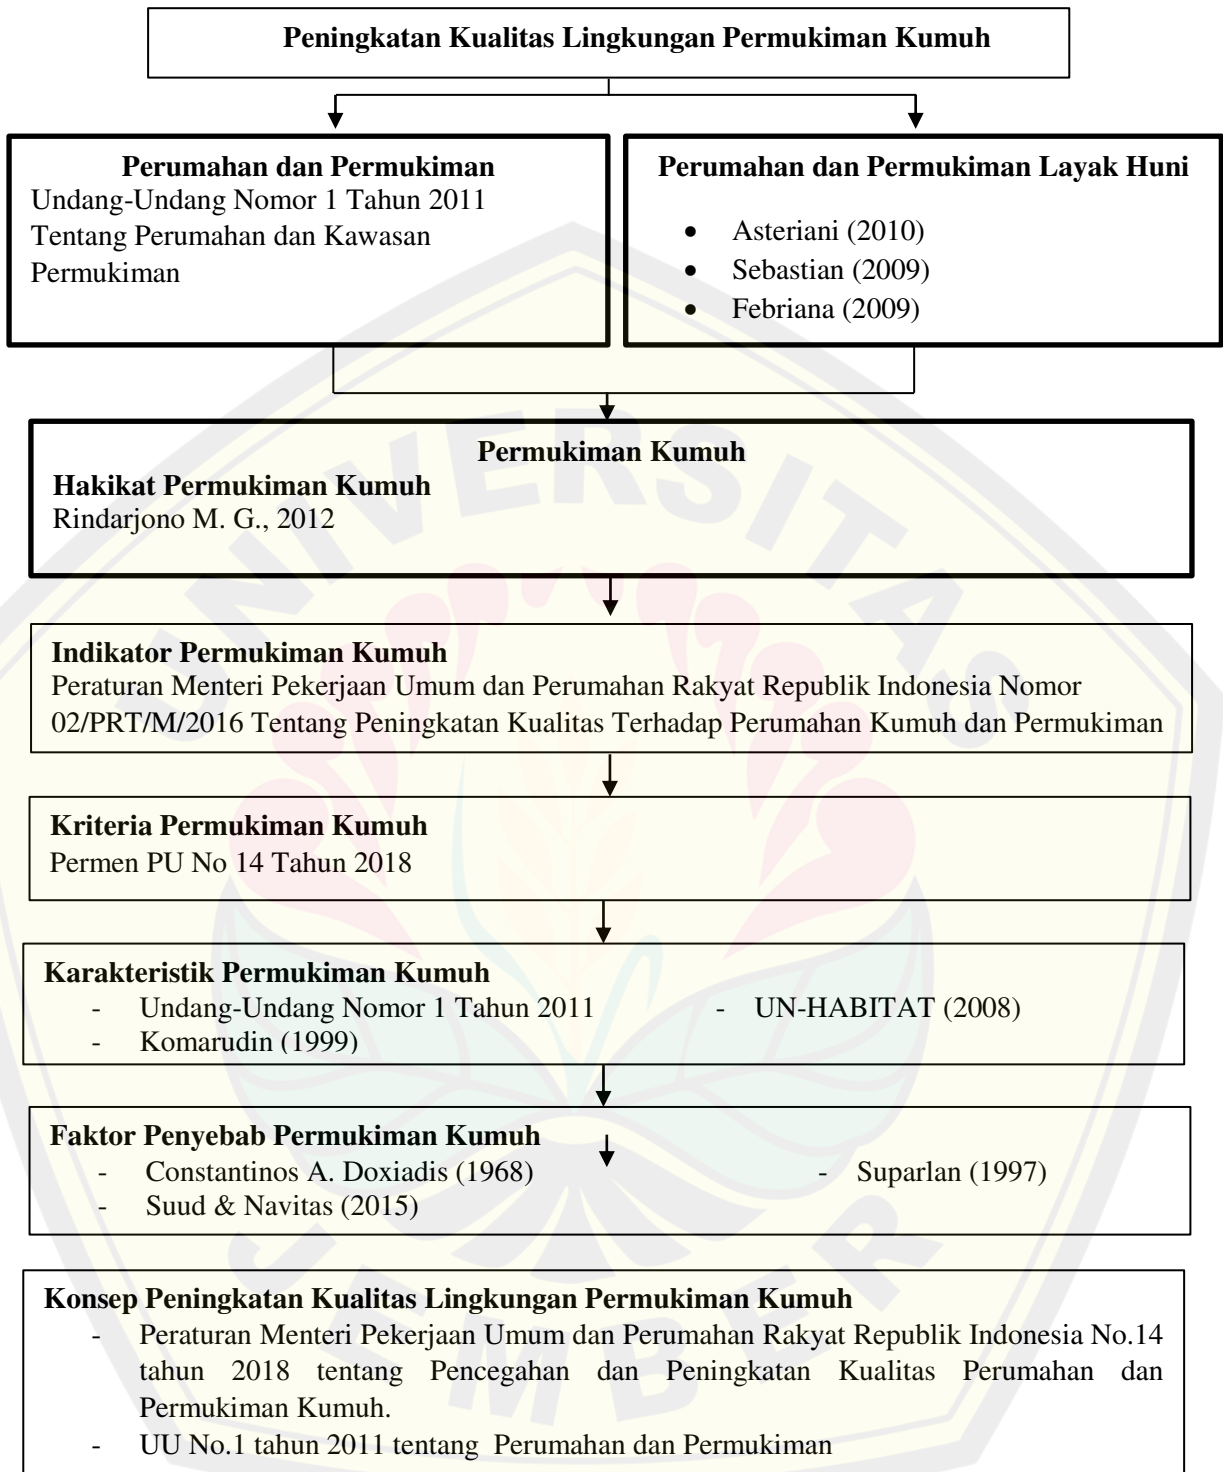 Peningkatan Kualitas Lingkungan Permukiman Kumuh
Perumahan dan Permukiman
Undang-Undang Nomor 1 Tahun 2011
Tentang Perumahan dan Kawasan
Permukiman
Perumahan dan Permukiman Layak Huni
• Asteriani (2010)
• Sebastian (2009)
• Febriana (2009)
Permukiman Kumuh
Hakikat Permukiman Kumuh
Rindarjono M. G., 2012
Indikator Permukiman Kumuh
Peraturan Menteri Pekerjaan Umum dan Perumahan Rakyat Republik Indonesia Nomor
02/PRT/M/2016 Tentang Peningkatan Kualitas Terhadap Perumahan Kumuh dan Permukiman
Kriteria Permukiman Kumuh
Permen PU No 14 Tahun 2018
Karakteristik Permukiman Kumuh
- Undang-Undang Nomor 1 Tahun 2011 - UN-HABITAT (2008)
- Komarudin (1999)
Faktor Penyebab Permukiman Kumuh
- Constantinos A. Doxiadis (1968) - Suparlan (1997)
- Suud & Navitas (2015)
Konsep Peningkatan Kualitas Lingkungan Permukiman Kumuh
- Peraturan Menteri Pekerjaan Umum dan Perumahan Rakyat Republik Indonesia No.14
tahun 2018 tentang Pencegahan dan Peningkatan Kualitas Perumahan dan
Permukiman Kumuh.
- UU No.1 tahun 2011 tentang Perumahan dan Permukiman
UNIVERSITAS
JEMBER